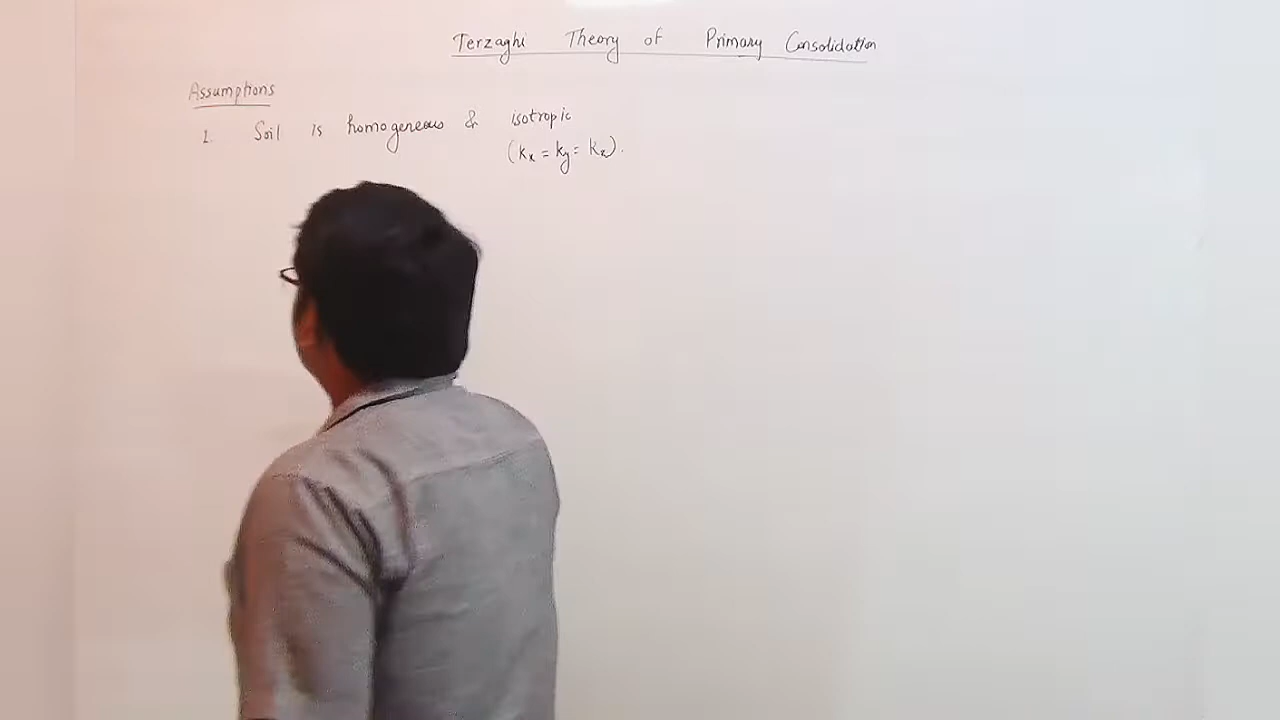 Terzaghi Theory of Primary Consolidation
Assumptions
1. Soil is homogeneous & isotropic
(kx = ky = kz).